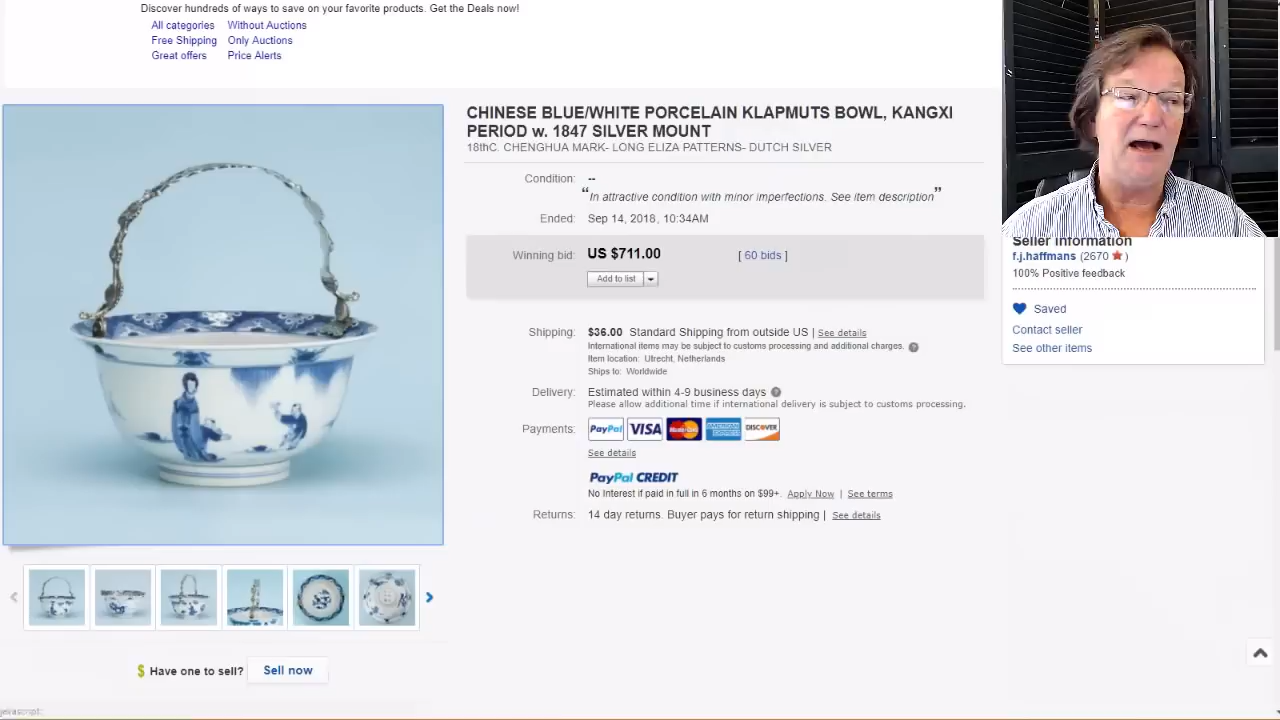 Discover hundreds of ways to save on your favorite products. Get the Deals now!
All categories Without Auctions
Free Shipping Only Auctions
Great offers Price Alerts
CHINESE BLUE/WHITE PORCELAIN KLAPMUTS BOWL, KANGXI
PERIOD w. 1847 SILVER MOUNT
18thC. CHENGHUA MARK- LONG ELIZA PATTERNS- DUTCH SILVER
Condition: --
“In attractive condition with minor imperfections. See item description”
Ended: Sep 14, 2018, 10:34AM
Winning bid: US $711.00 [ 60 bids ]
Add to list
Shipping: $36.00 Standard Shipping from outside US | See details
International items may be subject to customs processing and additional charges. ?
Item location: Utrecht, Netherlands
Ships to: Worldwide
Delivery: Estimated within 4-9 business days ?
Please allow additional time if international delivery is subject to customs processing.
Payments: PayPal VISA MasterCard AMERICAN EXPRESS DISCOVER
See details
PayPal CREDIT
No Interest if paid in full in 6 months on $99+. Apply Now | See terms
Returns: 14 day returns. Buyer pays for return shipping | See details
Seller information
f.j.haffmans (2670 )
100% Positive feedback
Saved
Contact seller
See other items
$ Have one to sell? Sell now